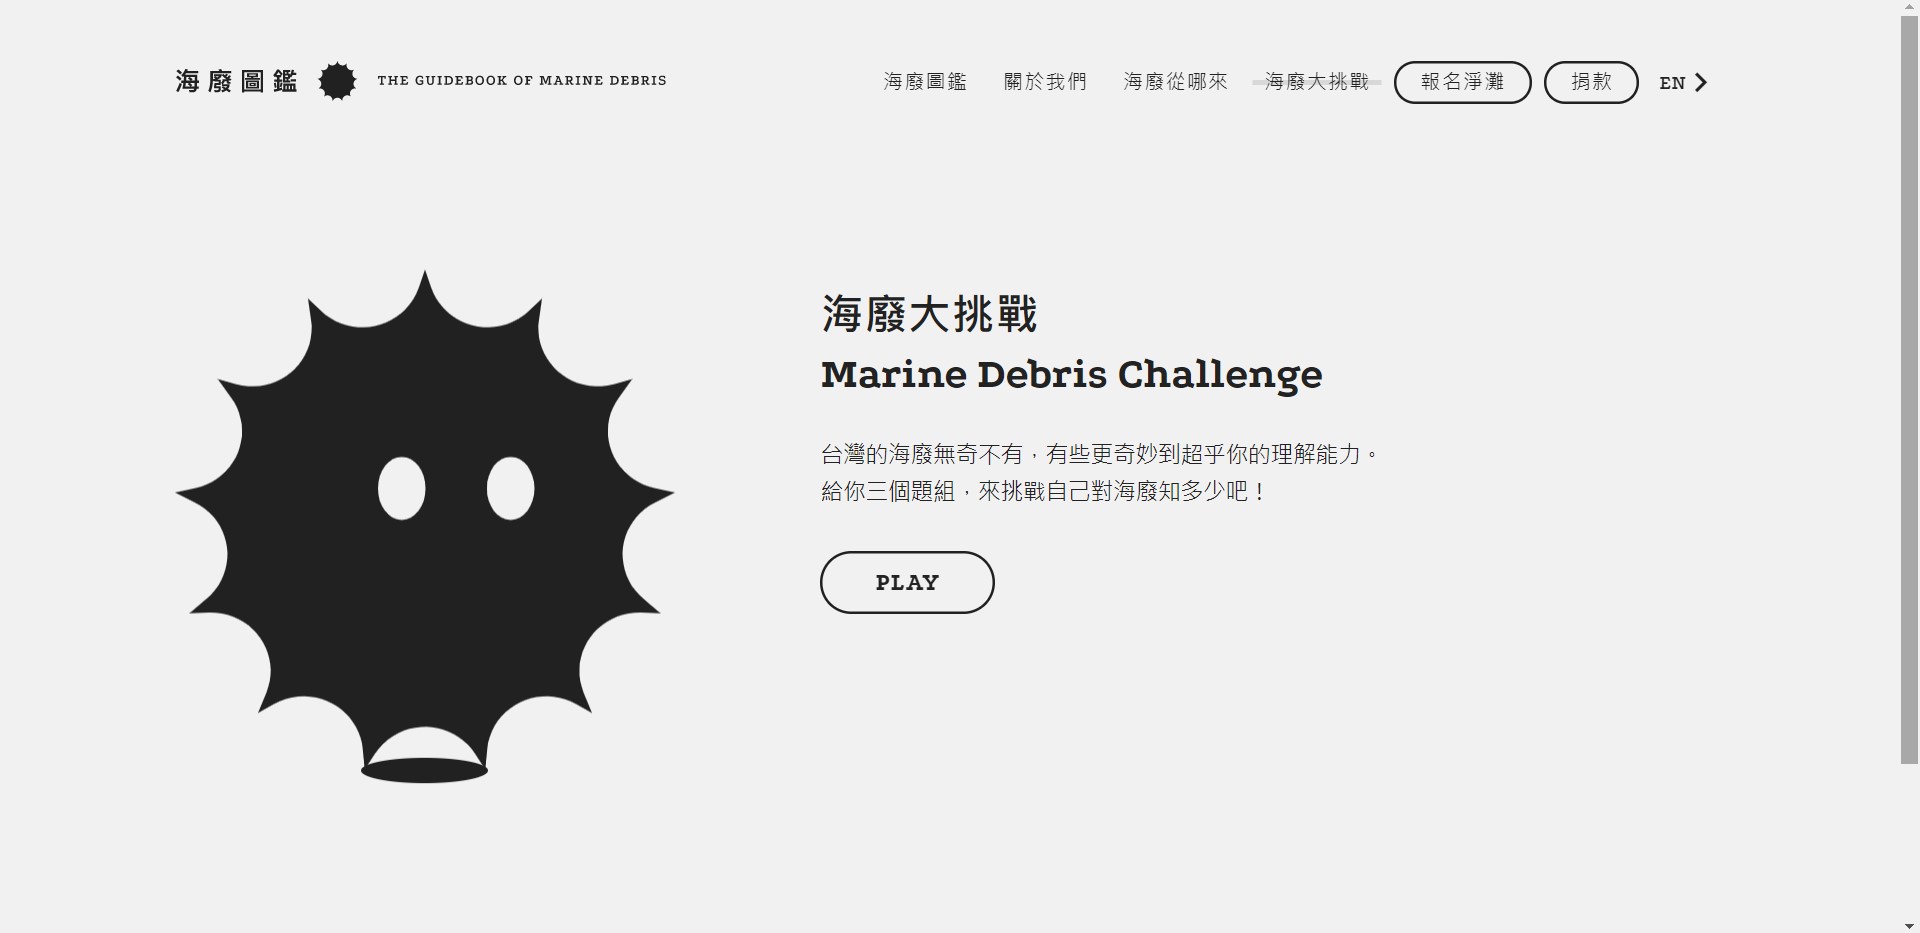 海廢圖鑑
THE GUIDEBOOK OF MARINE DEBRIS
海廢圖鑑
關於我們
海廢從哪來
海廢大挑戰
報名淨灘
捐款
EN
海廢大挑戰
Marine Debris Challenge
台灣的海廢無奇不有，有些更奇妙到超乎你的理解能力。
給你三個題組，來挑戰自己對海廢知多少吧！
PLAY